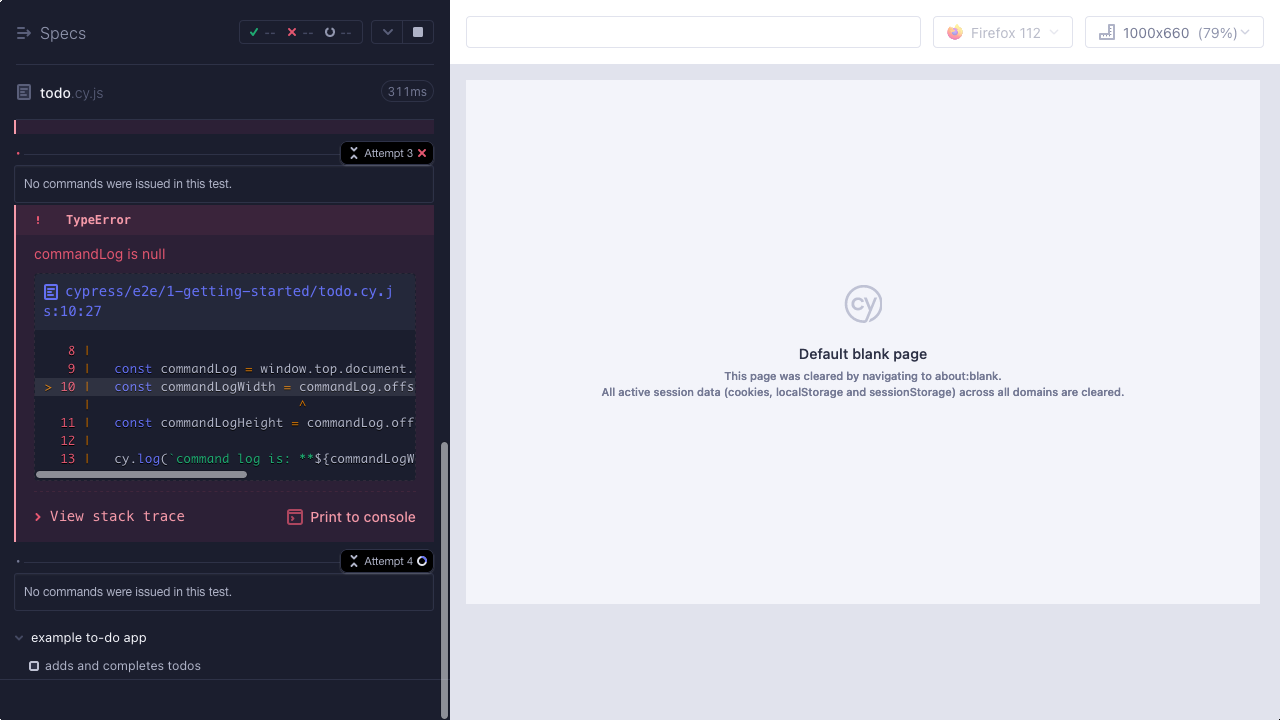 Specs
--
--
--
Firefox 112
1000x660 (79%)
todo.cy.js
311ms
Attempt 3
No commands were issued in this test.
! TypeError
commandLog is null
cypress/e2e/1-getting-started/todo.cy.j
s:10:27
8 |
9 | const commandLog = window.top.document.
> 10 | const commandLogWidth = commandLog.offs
| ^
11 | const commandLogHeight = commandLog.off
12 |
13 | cy.log(`command log is: **${commandLogW
View stack trace
Print to console
Attempt 4
No commands were issued in this test.
example to-do app
adds and completes todos
cy
Default blank page
This page was cleared by navigating to about:blank.
All active session data (cookies, localStorage and sessionStorage) across all domains are cleared.